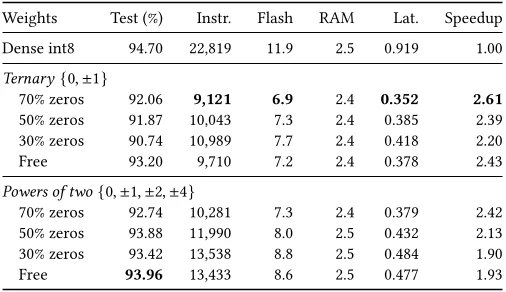 Weights Test (%) Instr. Flash RAM Lat. Speedup
Dense int8 94.70 22,819 11.9 2.5 0.919 1.00
Ternary {0, ±1}
70% zeros 92.06 9,121 6.9 2.4 0.352 2.61
50% zeros 91.87 10,043 7.3 2.4 0.385 2.39
30% zeros 90.74 10,989 7.7 2.4 0.418 2.20
Free 93.20 9,710 7.2 2.4 0.378 2.43
Powers of two {0, ±1, ±2, ±4}
70% zeros 92.74 10,281 7.3 2.4 0.379 2.42
50% zeros 93.88 11,990 8.0 2.5 0.432 2.13
30% zeros 93.42 13,538 8.8 2.5 0.484 1.90
Free 93.96 13,433 8.6 2.5 0.477 1.93